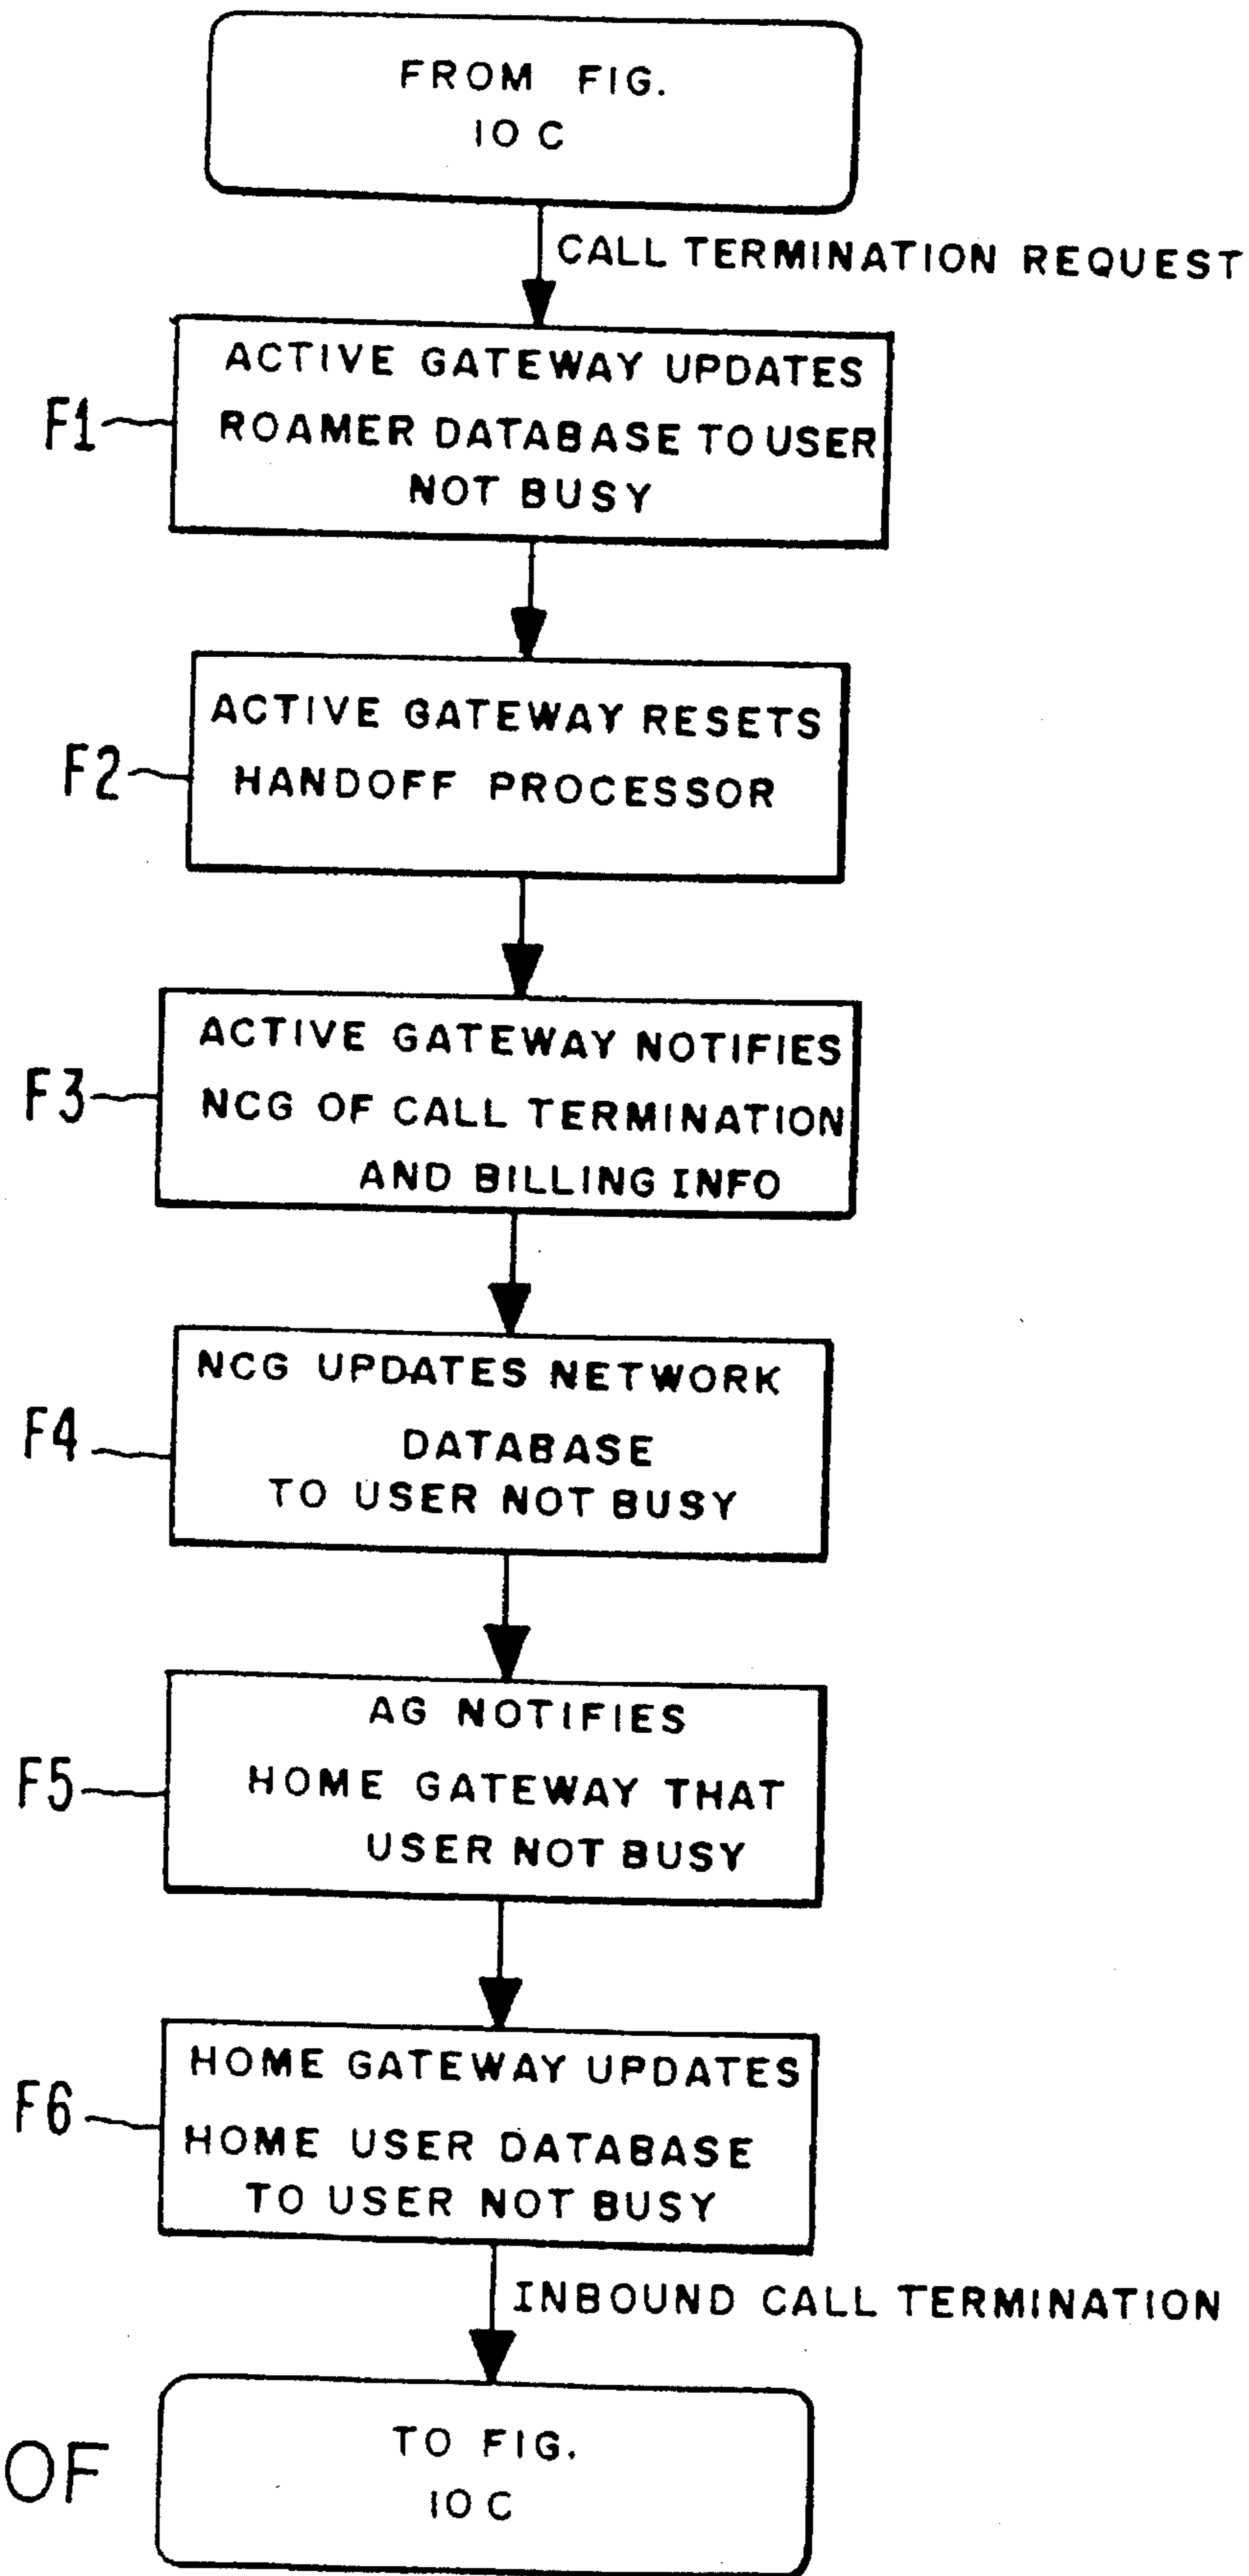 FROM FIG.
10 C
CALL TERMINATION REQUEST
F1
ACTIVE GATEWAY UPDATES
ROAMER DATABASE TO USER
NOT BUSY
F2
ACTIVE GATEWAY RESETS
HANDOFF PROCESSOR
F3
ACTIVE GATEWAY NOTIFIES
NCG OF CALL TERMINATION
AND BILLING INFO
F4
NCG UPDATES NETWORK
DATABASE
TO USER NOT BUSY
F5
AG NOTIFIES
HOME GATEWAY THAT
USER NOT BUSY
F6
HOME GATEWAY UPDATES
HOME USER DATABASE
TO USER NOT BUSY
INBOUND CALL TERMINATION
OF
TO FIG.
10 C